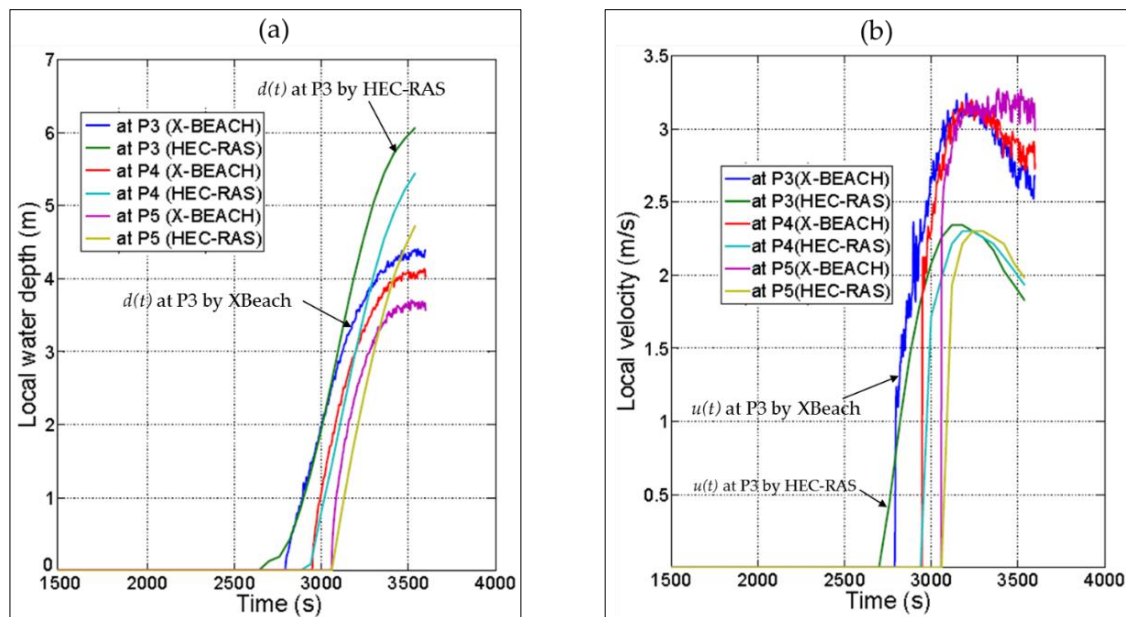 (a)
7
6
5
4
3
2
1
0
Local water depth (m)
d(t) at P3 by HEC-RAS
at P3 (X-BEACH)
at P3 (HEC-RAS)
at P4 (X-BEACH)
at P4 (HEC-RAS)
at P5 (X-BEACH)
at P5 (HEC-RAS)
d(t) at P3 by XBeach
1500 2000 2500 3000 3500 4000
Time (s)
(b)
3.5
3
2.5
2
1.5
1
0.5
Local velocity (m/s)
at P3(X-BEACH)
at P3(HEC-RAS)
at P4(X-BEACH)
at P4(HEC-RAS)
at P5(X-BEACH)
at P5(HEC-RAS)
u(t) at P3 by XBeach
u(t) at P3 by HEC-RAS
1500 2000 2500 3000 3500 4000
Time (s)